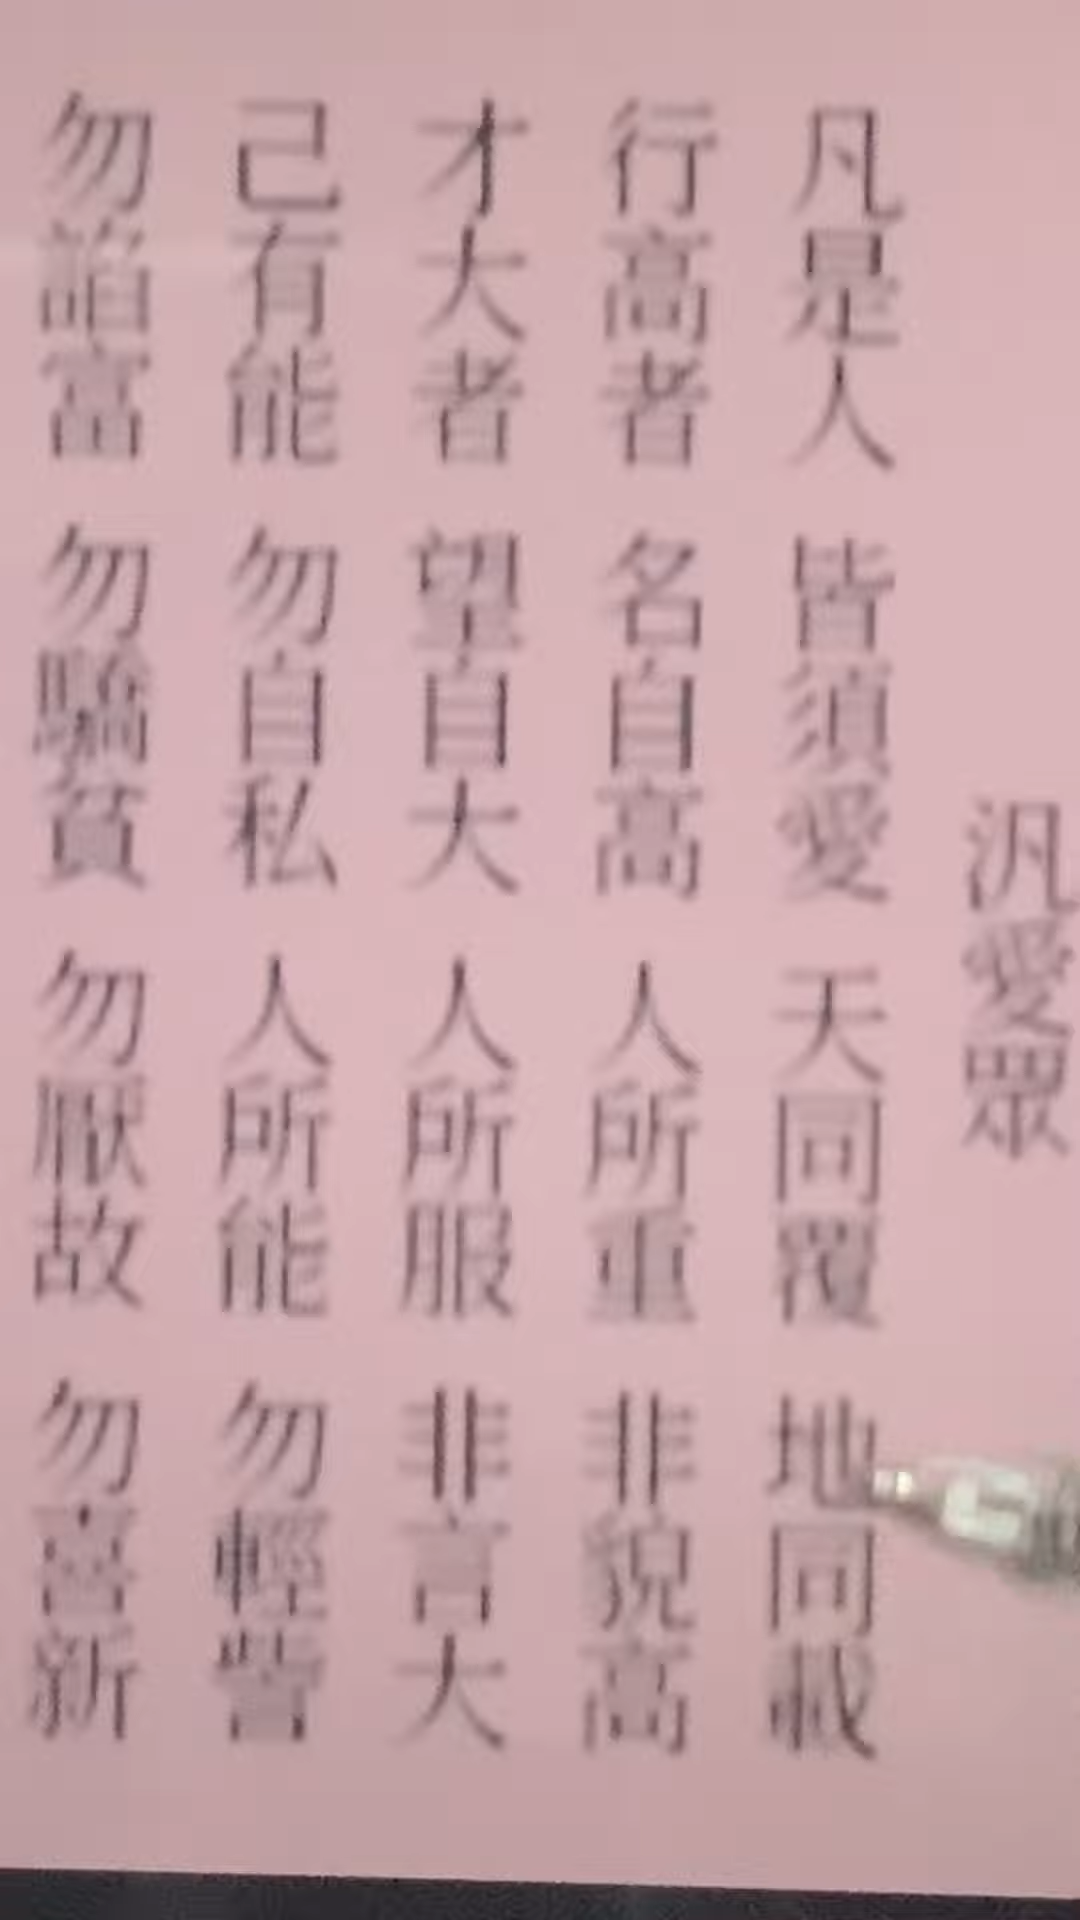 汎愛眾
凡是人 皆須愛 天同覆 地同載
行高者 名自高 人所重 非貌高
才大者 望自大 人所服 非言大
己有能 勿自私 人所能 勿輕訾
勿諂富 勿驕貧 勿厭故 勿喜新